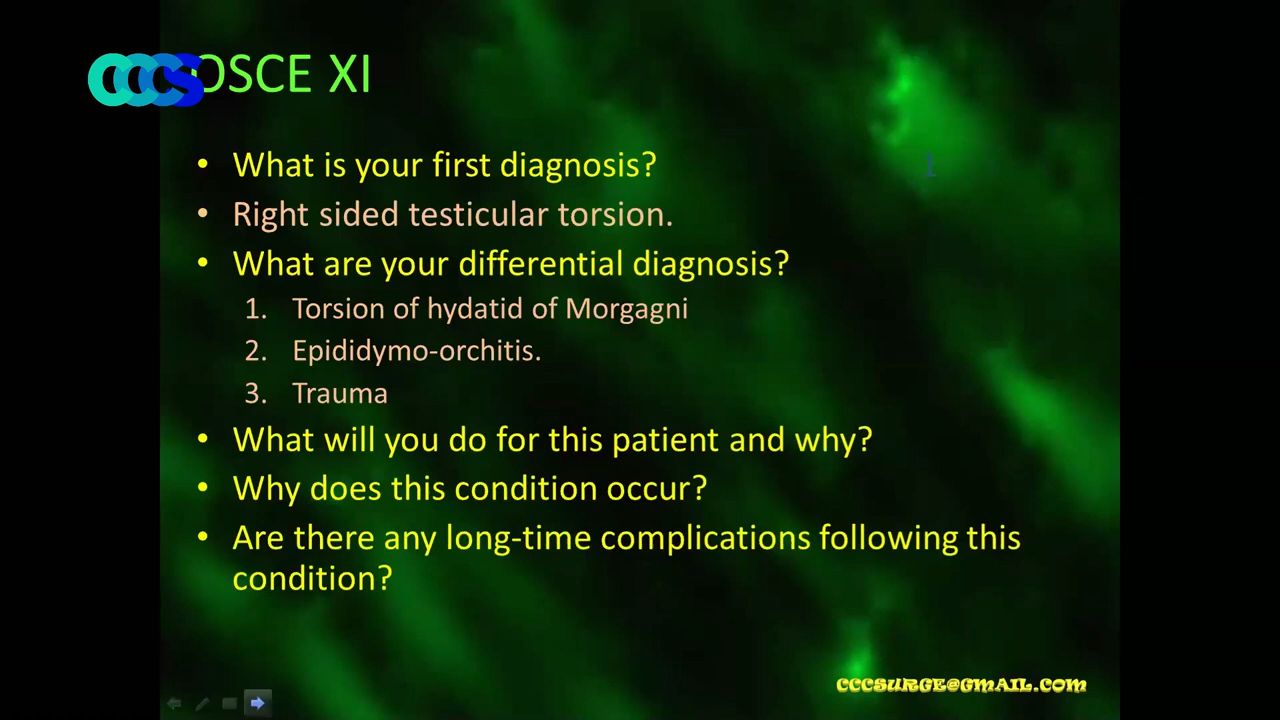 CCCS OSCE XI
1
• What is your first diagnosis?
• Right sided testicular torsion.
• What are your differential diagnosis?
1. Torsion of hydatid of Morgagni
2. Epididymo-orchitis.
3. Trauma
• What will you do for this patient and why?
• Why does this condition occur?
• Are there any long-time complications following this
condition?
CCCSURGE@GMAIL.COM